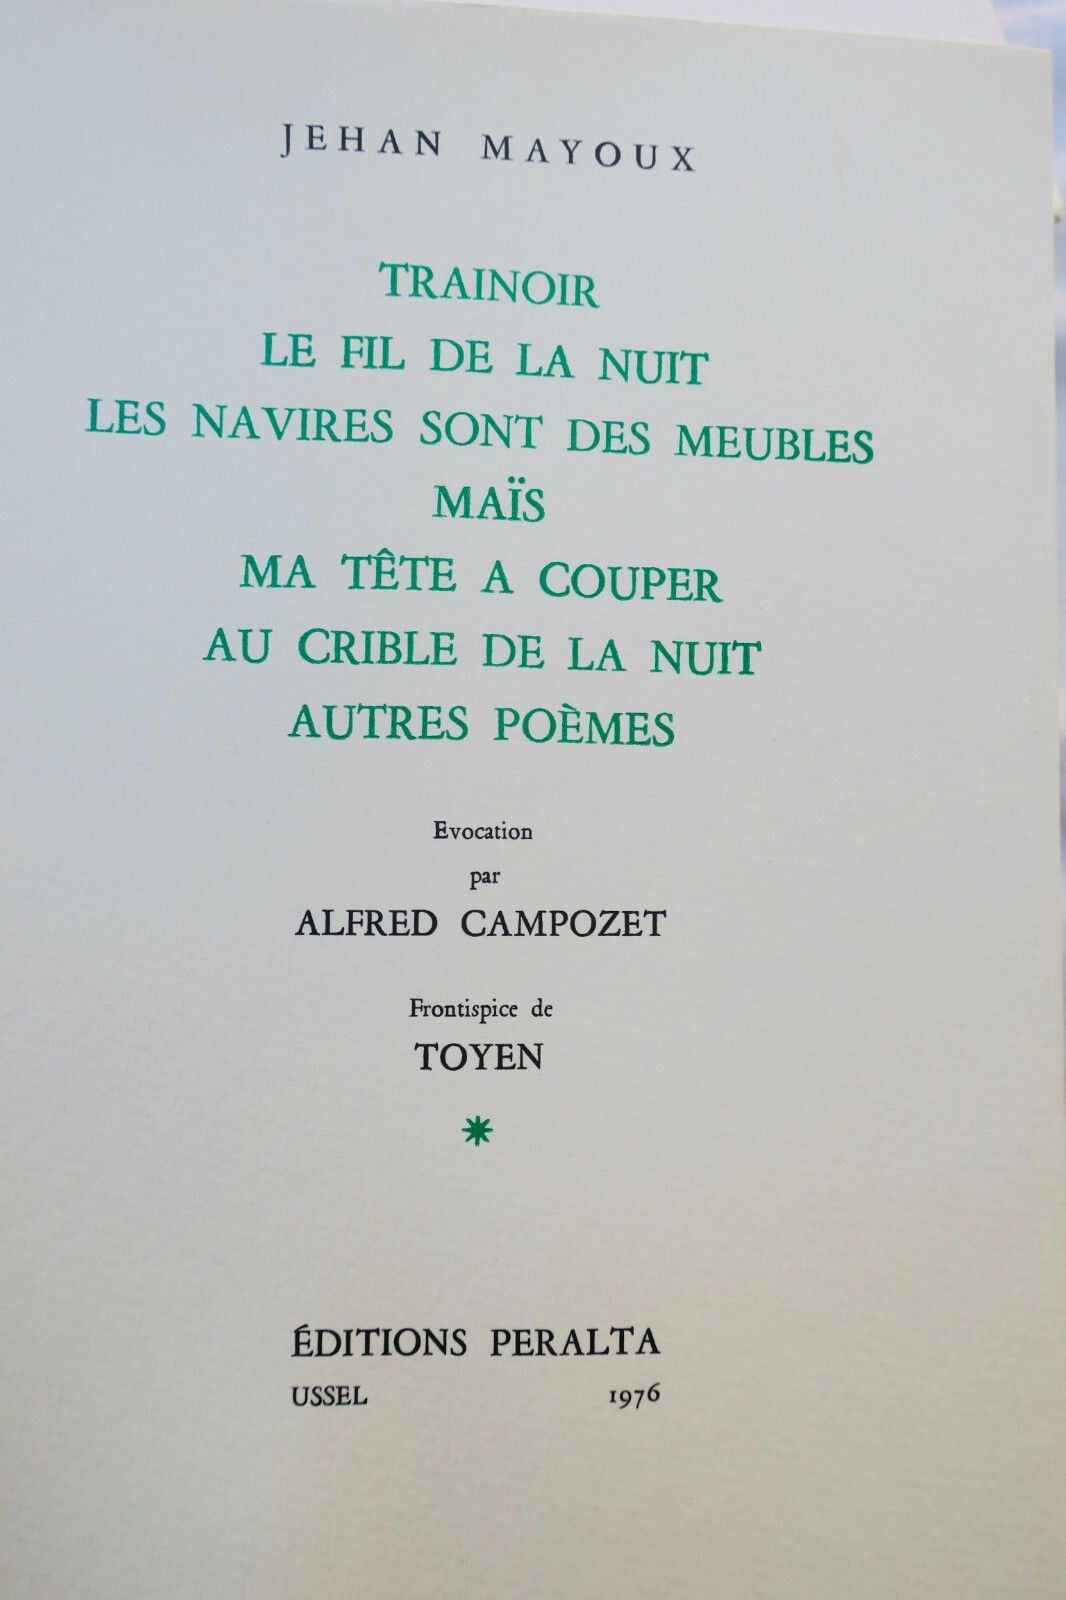 JEHAN MAYOUX
TRAINOIR
LE FIL DE LA NUIT
LES NAVIRES SONT DES MEUBLES
MAÏS
MA TÊTE A COUPER
AU CRIBLE DE LA NUIT
AUTRES POÈMES
Evocation
par
ALFRED CAMPOZET
Frontispice de
TOYEN
*
ÉDITIONS PERALTA
USSEL 1976